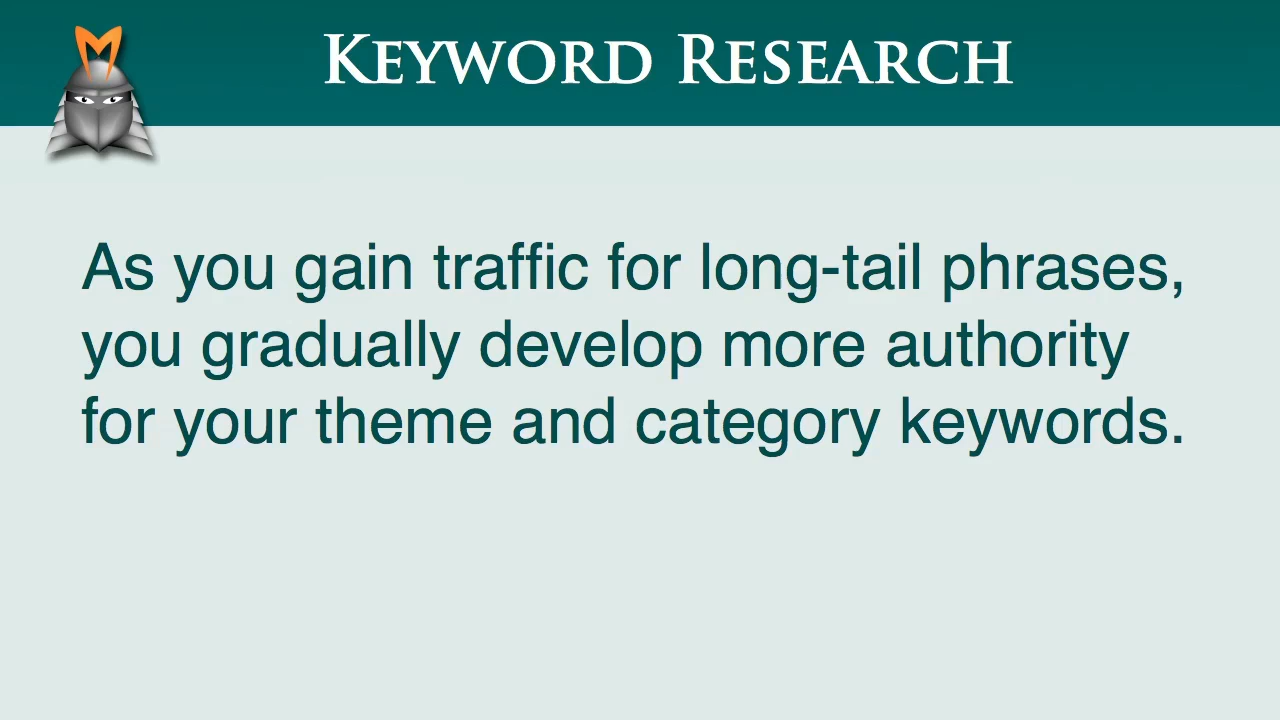 Keyword Research
As you gain traffic for long-tail phrases,
you gradually develop more authority
for your theme and category keywords.